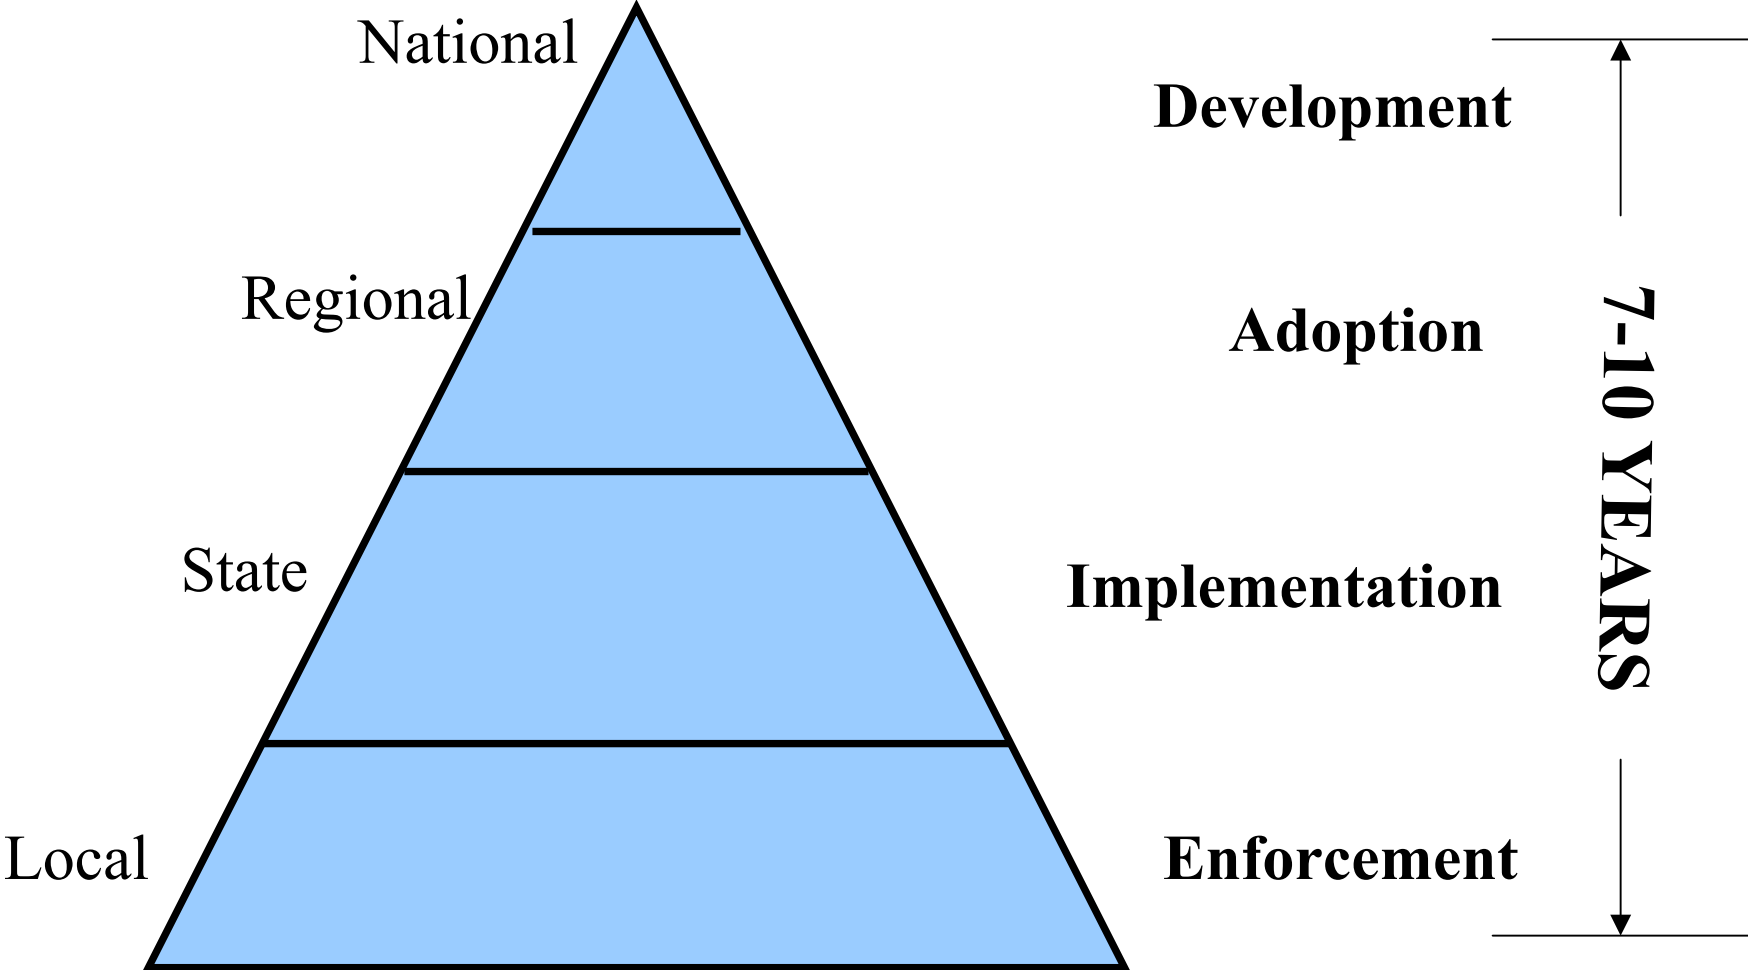 National
Development
Regional
Adoption
7-10 YEARS
State
Implementation
Local
Enforcement